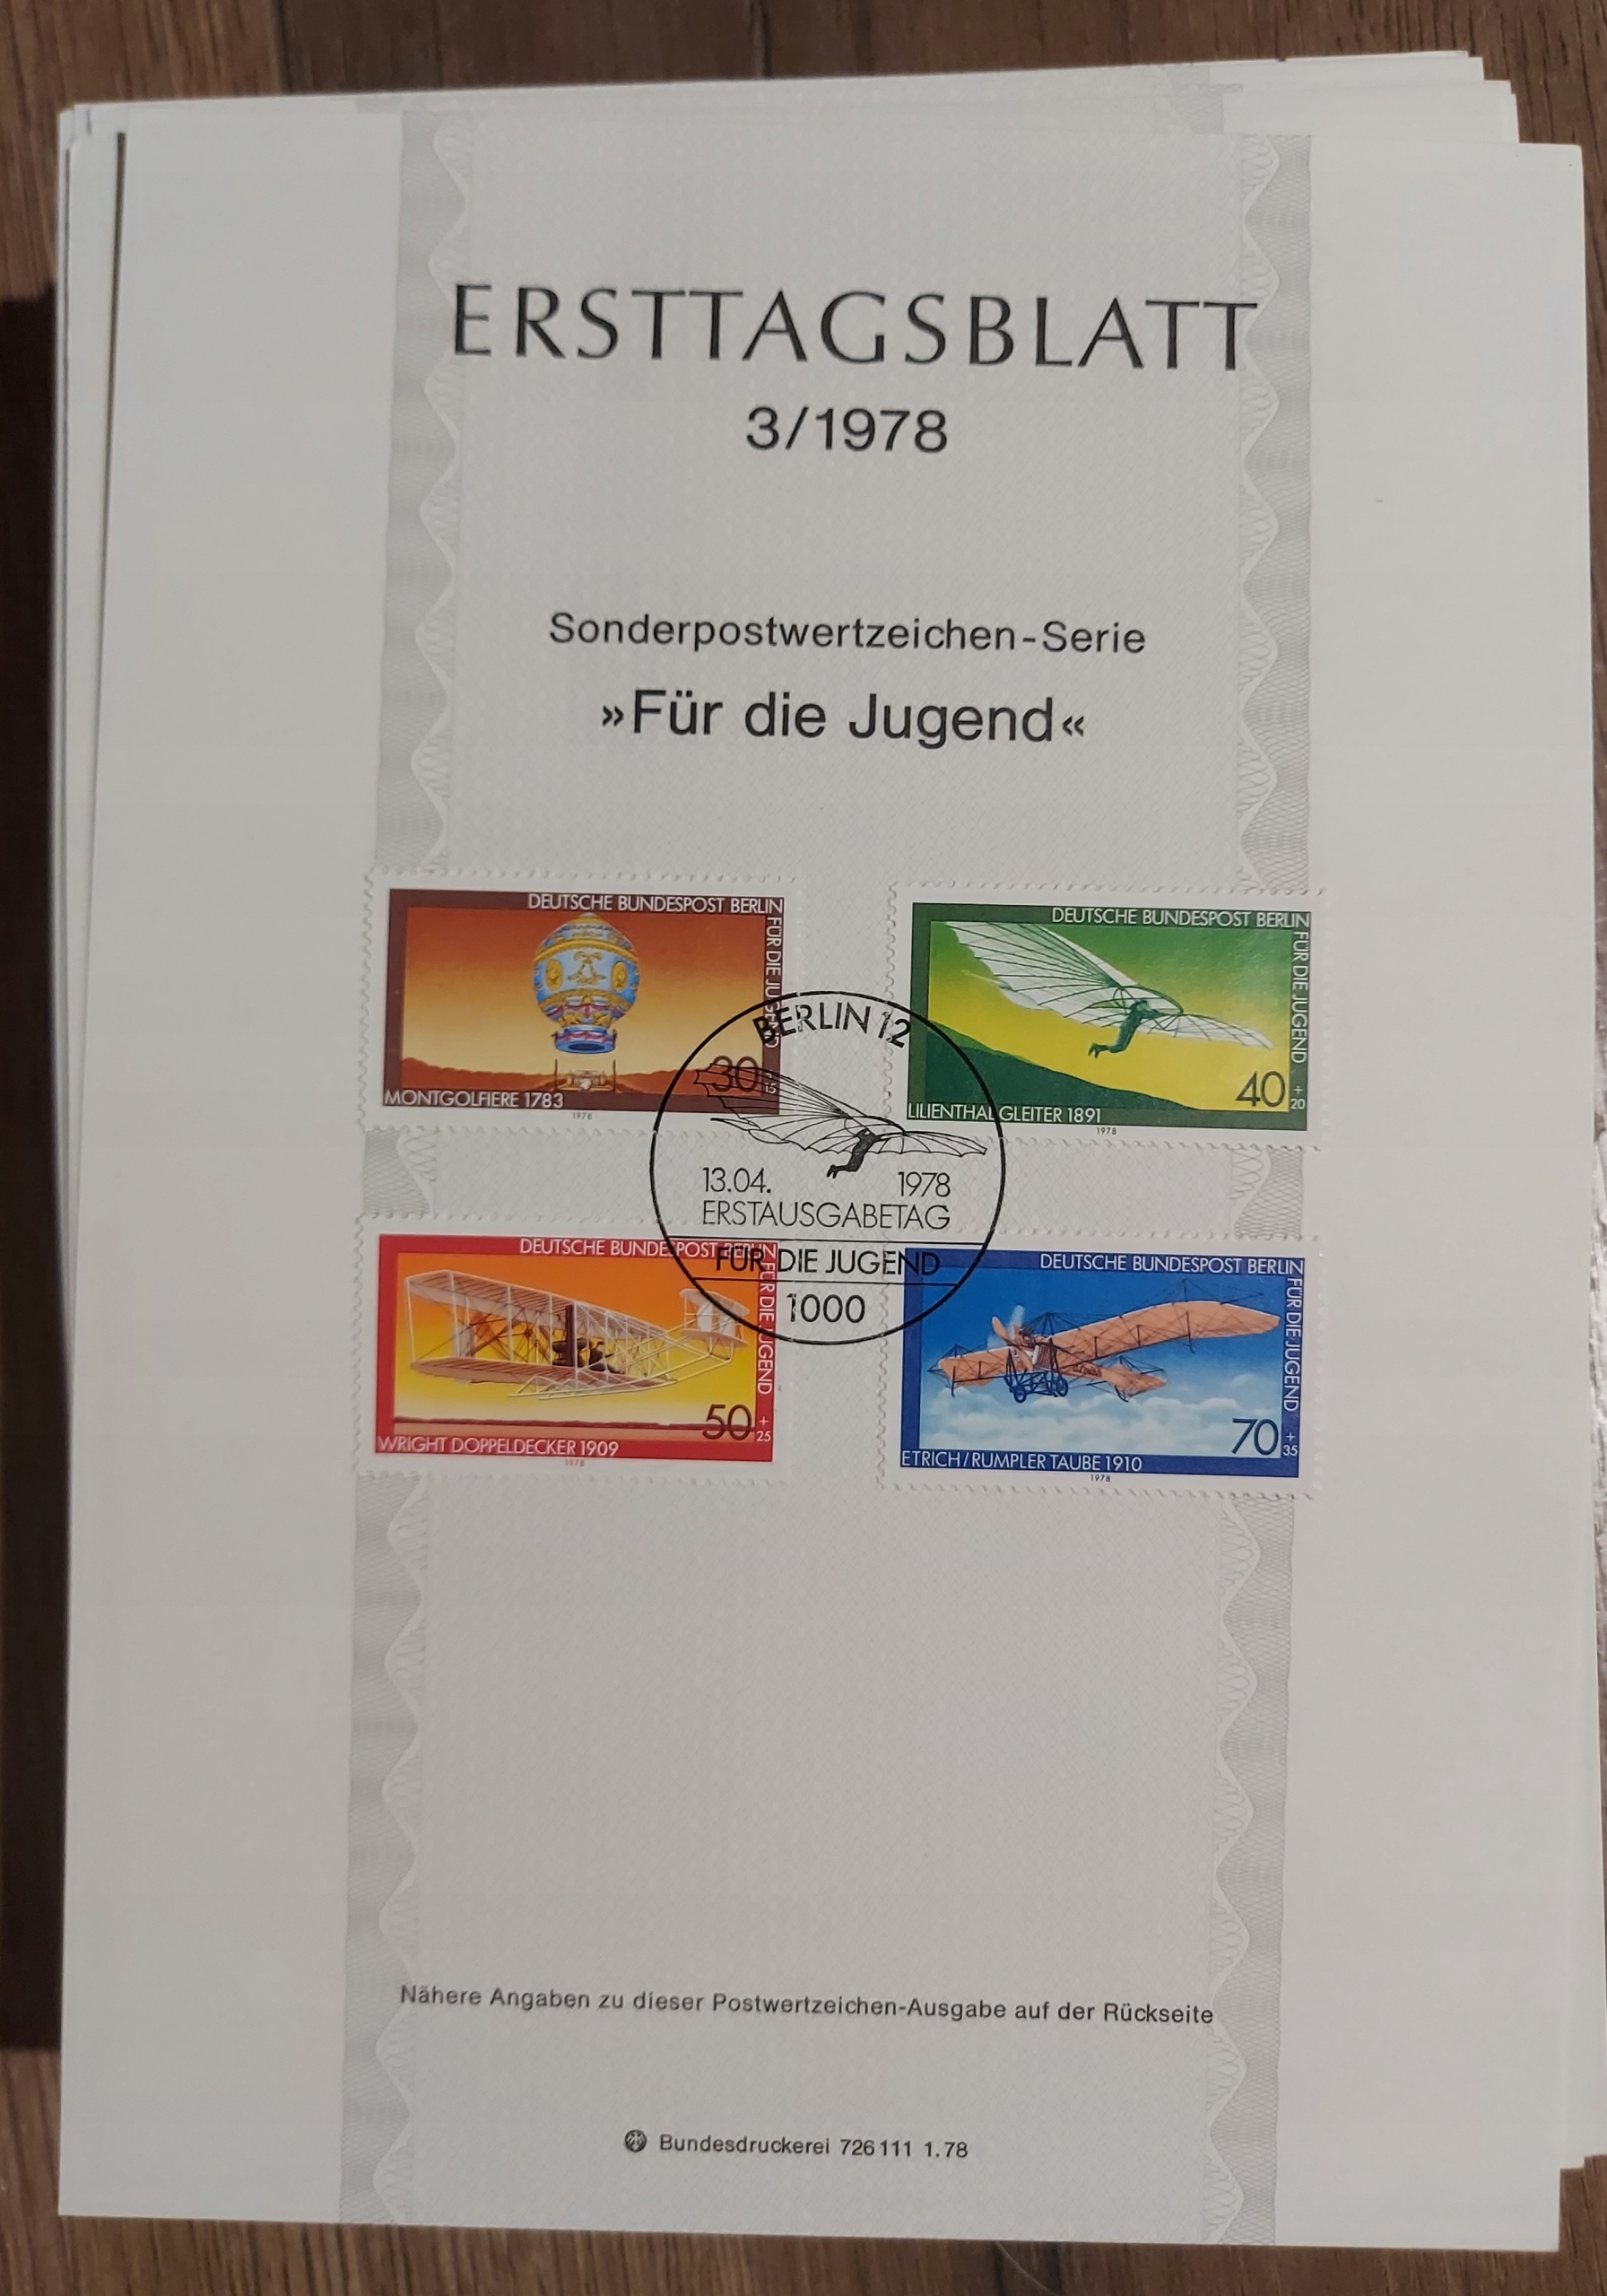 ERSTTAGSBLATT
3/1978
Sonderpostwertzeichen-Serie
»Für die Jugend«
DEUTSCHE BUNDESPOST BERLIN
FÜR DIE JUGEND
30 + 15
MONTGOLFIERE 1783
1978
DEUTSCHE BUNDESPOST BERLIN
FÜR DIE JUGEND
40 + 20
LILIENTHAL GLEITER 1891
1978
BERLIN 12
13.04. 1978
ERSTAUSGABETAG
FÜR DIE JUGEND
1000
DEUTSCHE BUNDESPOST BERLIN
FÜR DIE JUGEND
50 + 25
WRIGHT DOPPELDECKER 1909
1978
DEUTSCHE BUNDESPOST BERLIN
FÜR DIE JUGEND
70 + 35
ETRICH/RUMPLER TAUBE 1910
1978
Nähere Angaben zu dieser Postwertzeichen-Ausgabe auf der Rückseite
Bundesdruckerei 726111 1.78